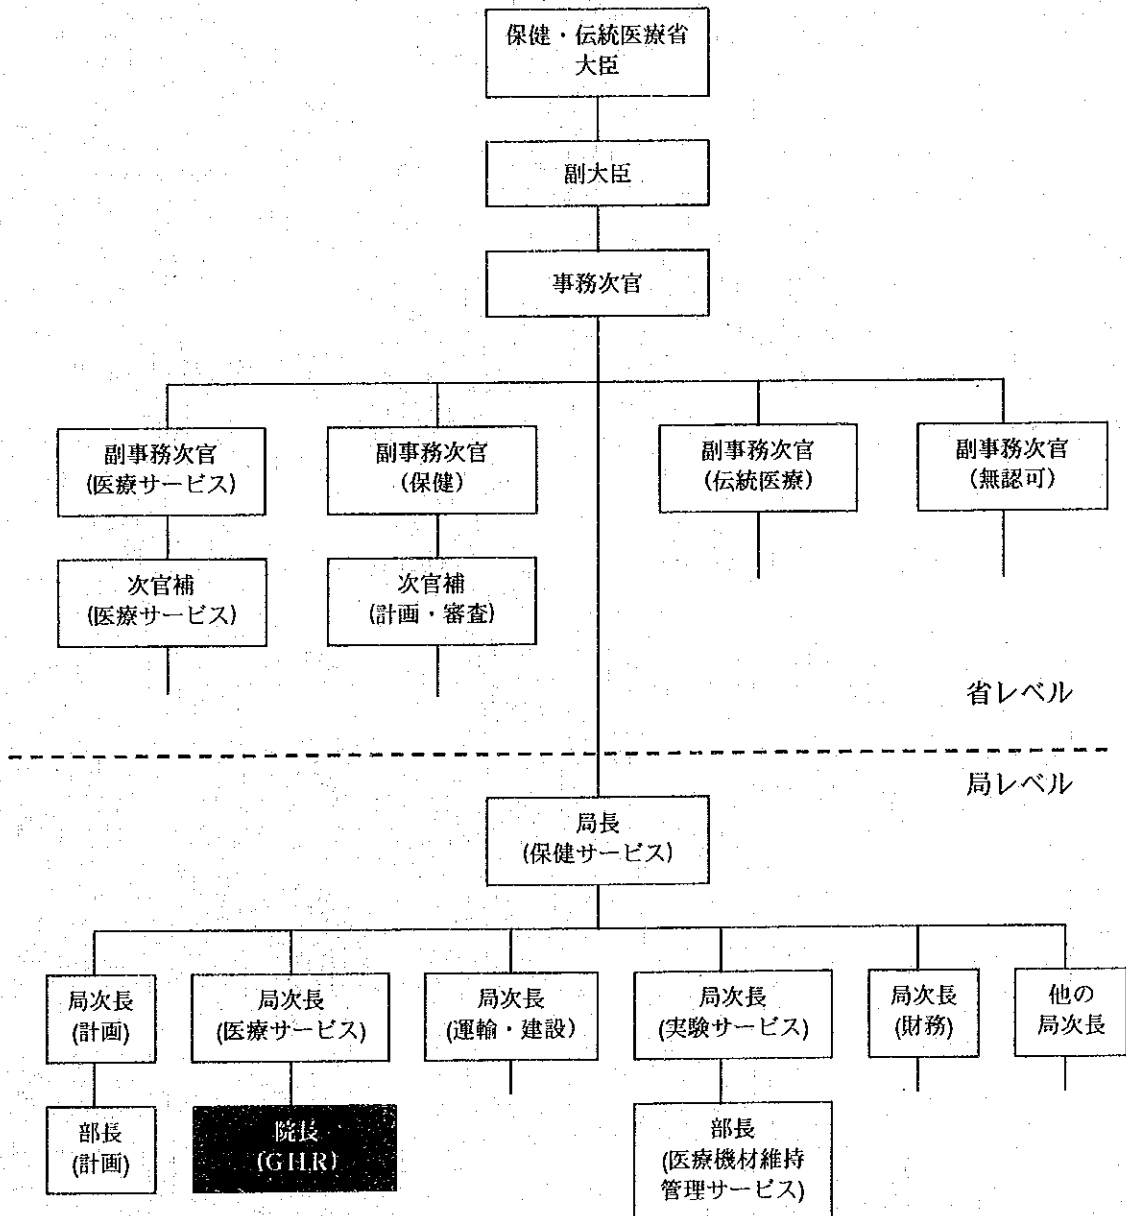 保健・伝統医療省
大臣
副大臣
事務次官
副事務次官
(医療サービス)
副事務次官
(保健)
副事務次官
(伝統医療)
副事務次官
(無認可)
次官補
(医療サービス)
次官補
(計画・審査)
省レベル
局レベル
局長
(保健サービス)
局次長
(計画)
局次長
(医療サービス)
局次長
(運輸・建設)
局次長
(実験サービス)
局次長
(財務)
他の
局次長
部長
(計画)
院長
(GHR)
部長
(医療機材維持
管理サービス)